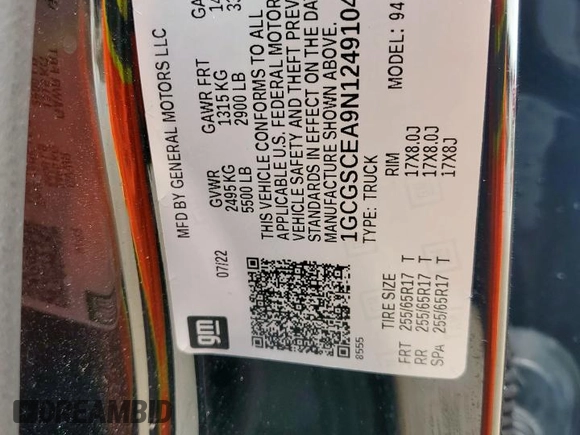 MFD BY GENERAL MOTORS LLC
07/22
GVWR
2495 KG
5500 LB
GAWR FRT
1315 KG
2900 LB
THIS VEHICLE CONFORMS TO ALL
APPLICABLE U.S. FEDERAL MOTOR
VEHICLE SAFETY AND THEFT PREV
STANDARDS IN EFFECT ON THE DA
MANUFACTURE SHOWN ABOVE.
1GCGSCEA9N1249104
TYPE: TRUCK
MODEL: 94
gm
8555
TIRE SIZE
RIM
FRT 255/65R17 T 17X8.0J
RR 255/65R17 T 17X8.0J
SPA 255/65R17 T 17X8J
DREAMBID